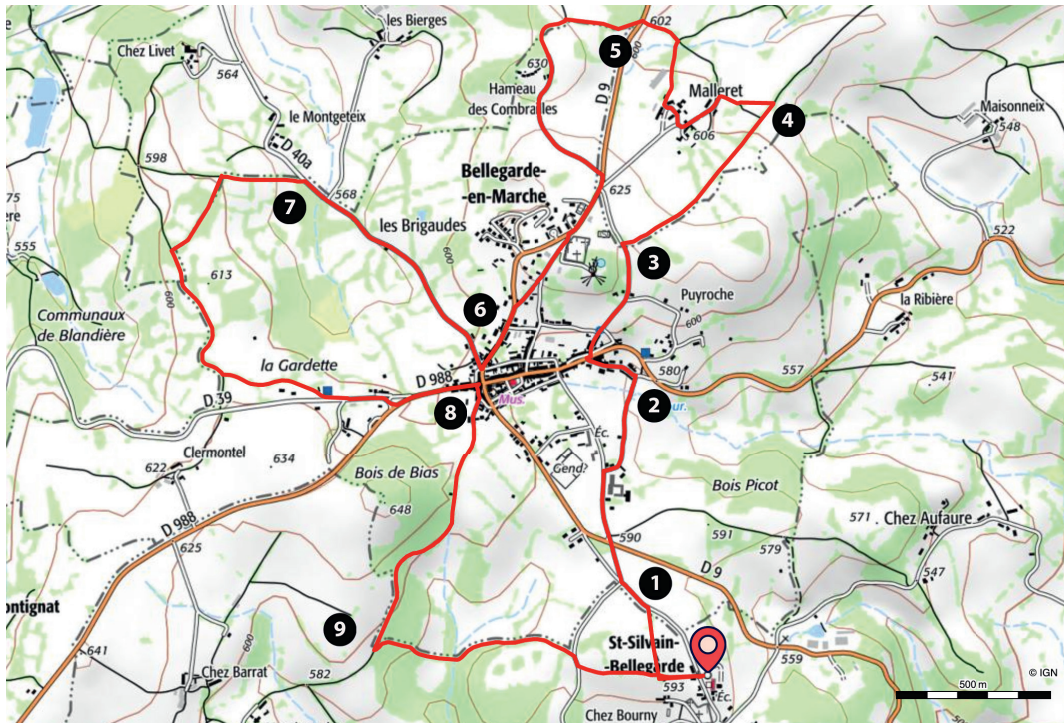 les Bierges
Chez Livet
564
602
5
600
630
Hameau
des Combrailles
D 9
Malleret
606
4
Maisonneix
548
le Montgeteix
D 40a
598
568
7
Bellegarde-
-en-Marche
625
les Brigaudes
600
3
522
555
613
600
Communaux
de Blandière
6
Puyroche
600
la Ribière
la Gardette
D 988
580
557
541
D 39
8
Mus.
2
Clermontel
622
634
Bois de Bias
648
Éc.
Gend?
Bois Picot
D 988
625
590
591
571
Chez Aufaure
579
547
1
D 9
ontignat
641
600
9
St-Silvain-
-Bellegarde
559
Chez Barrat
582
593
Éc.
Chez Bourny
© IGN
500 m